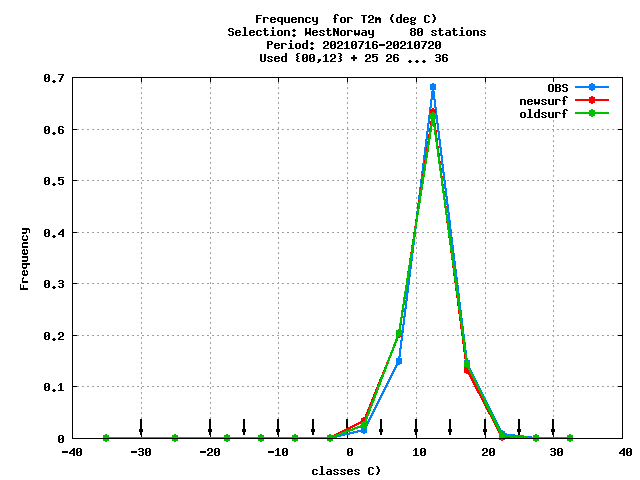 Frequency  for T2m (deg C)
Selection: WestNorway     80 stations
Period: 20210716-20210720
Used {00,12} + 25 26 ... 36
OBS
newsurf
oldsurf
0.7
0.6
0.5
0.4
0.3
0.2
0.1
0
Frequency
-40 -30 -20 -10 0 10 20 30 40
classes C)